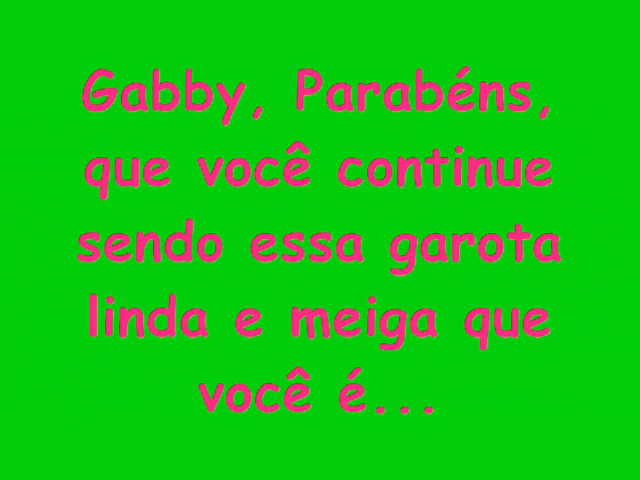 Gabby, Parabéns,
que você continue
sendo essa garota
linda e meiga que
você é...